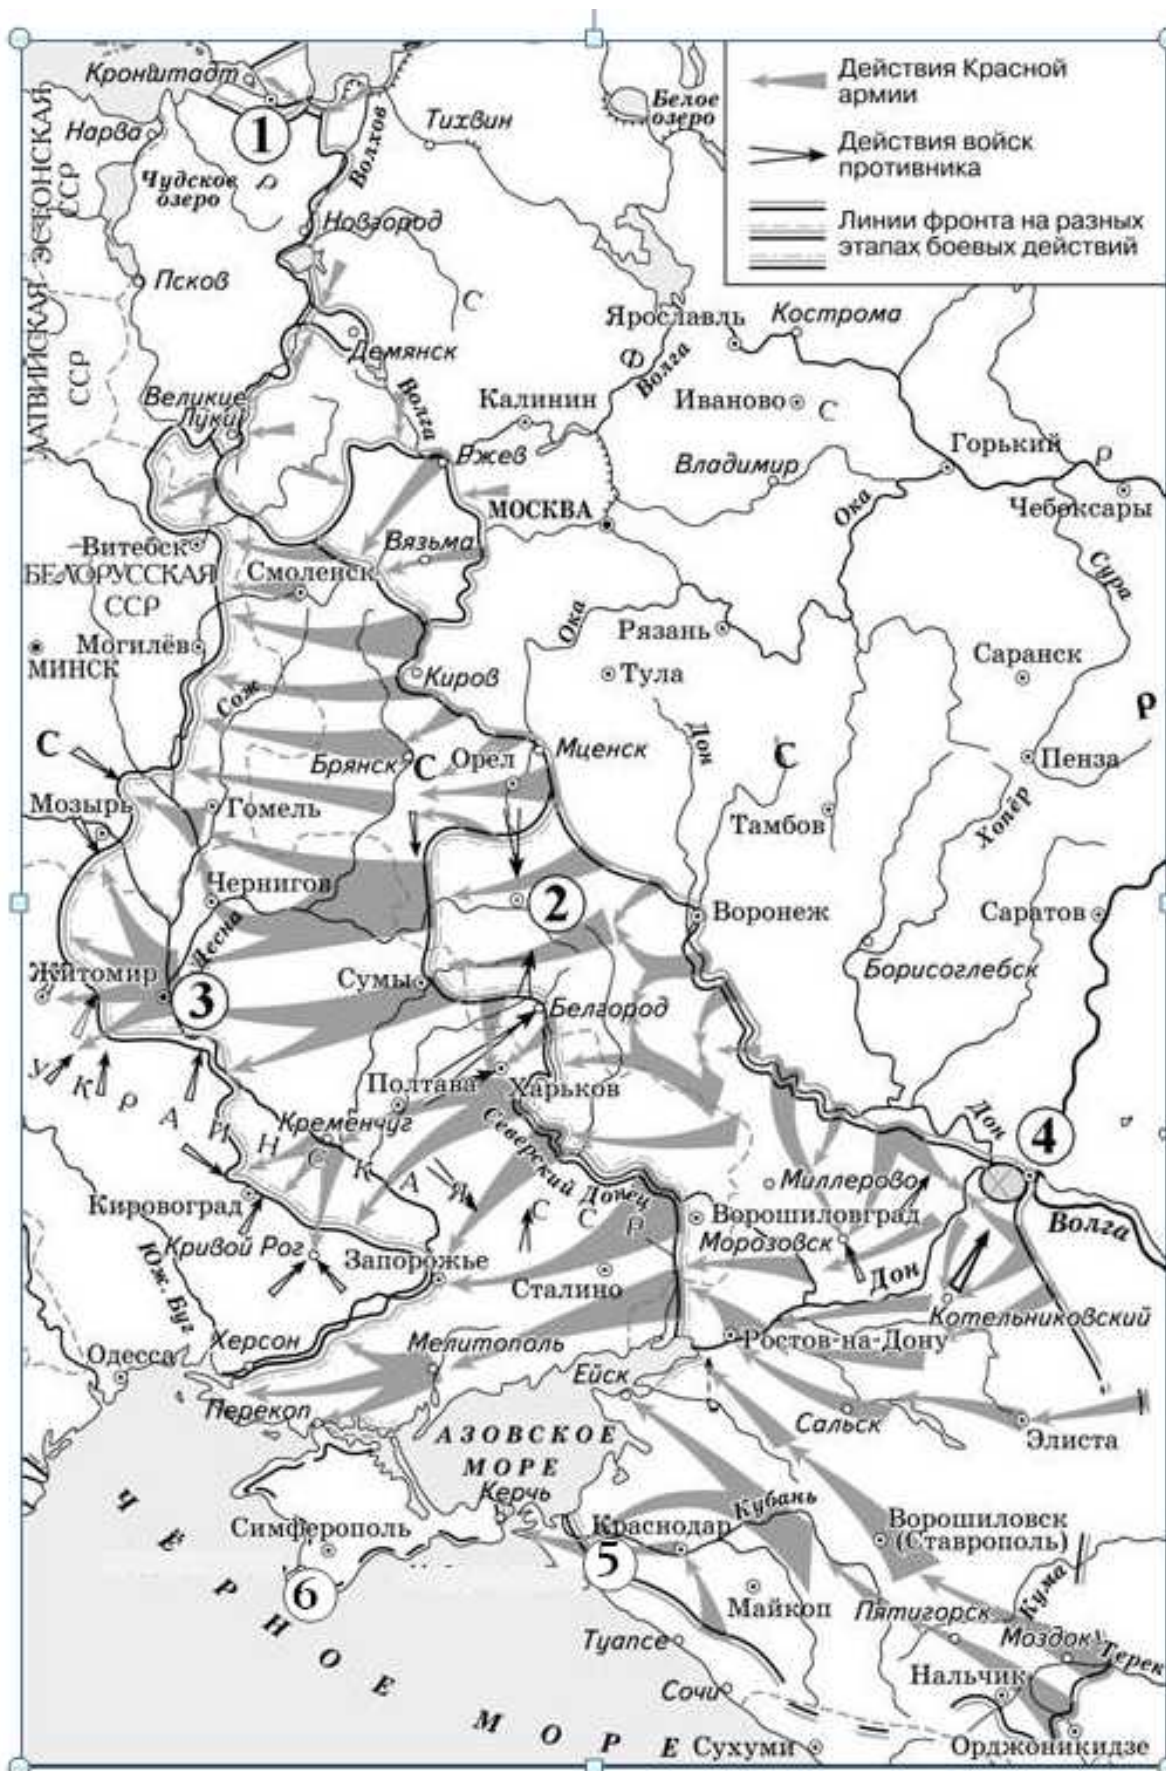 Действия Красной
армии
Действия войск
противника
Линии фронта на разных
этапах боевых действий
Кронштадт
1
Нарва
Тихвин
Белое
озеро
Волхов
ЭСТОНСКАЯ
ССР
Чудское
озеро
Р
Новгород
Псков
С
ЛАТВИЙСКАЯ
ССР
Ярославль
Кострома
Демянск
Ф
Волга
Великие
Луки
Волга
Калинин
Иваново
С
Горький
Р
Ржев
Владимир
Чебоксары
МОСКВА
Ока
Витебск
Вязьма
БЕЛОРУССКАЯ
ССР
Смоленск
Сура
Ока
Рязань
Могилёв
МИНСК
Тула
Саранск
Киров
Сож
Дон
Р
С
Брянск
С
Орел
Мценск
С
Пенза
Мозырь
Гомель
Тамбов
Хопёр
Чернигов
2
Воронеж
Саратов
Десна
Житомир
3
Сумы
Борисоглебск
Белгород
У К Р А И Н С К А Я
С С Р
Полтава
Харьков
Кременчуг
Северский Донец
Дон
4
Миллерово
Кировоград
Ворошиловград
Волга
Кривой Рог
Запорожье
Морозовск
Дон
Юж. Буг
Сталино
Котельниковский
Херсон
Мелитополь
Ростов-на-Дону
Одесса
Ейск
Перекоп
Сальск
Элиста
АЗОВСКОЕ
МОРЕ
Керчь
Кубань
Симферополь
Краснодар
Ворошиловск
(Ставрополь)
5
6
Майкоп
Пятигорск
Кума
Моздок
Терек
Туапсе
Нальчик
Сочи
Ч Ё Р Н О Е М О Р Е
Сухуми
Орджоникидзе